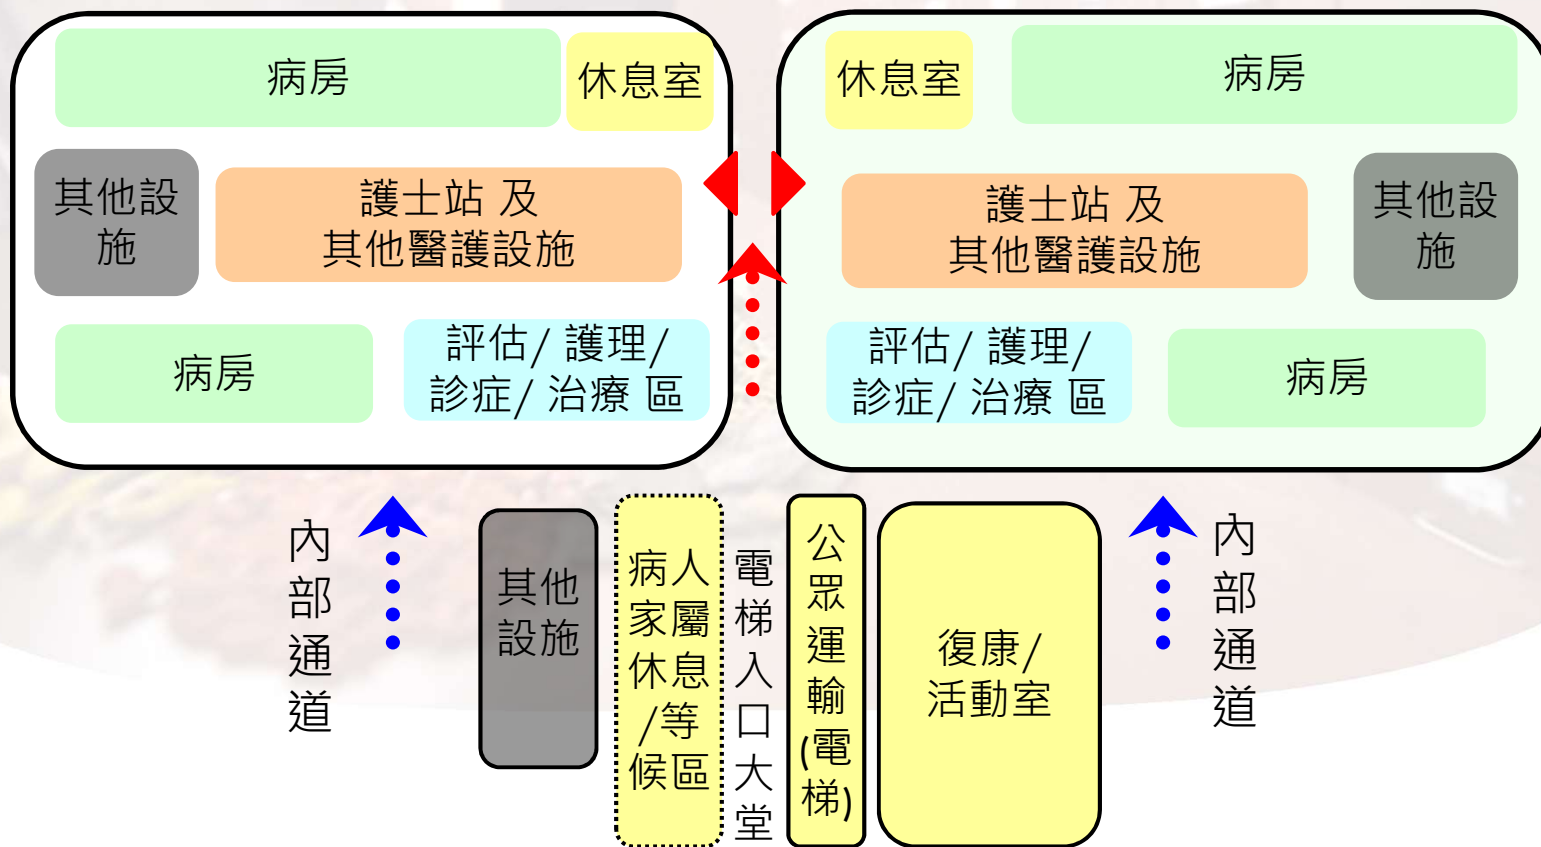 病房
休息室
其他設
施
護士站 及
其他醫護設施
病房
評估/ 護理/
診症/ 治療 區
休息室
病房
護士站 及
其他醫護設施
其他設
施
評估/ 護理/
診症/ 治療 區
病房
內部通道
其他
設施
病人
家屬
休息
/等
候區
電梯入口大堂
公眾運輸(電梯)
復康/
活動室
內部通道